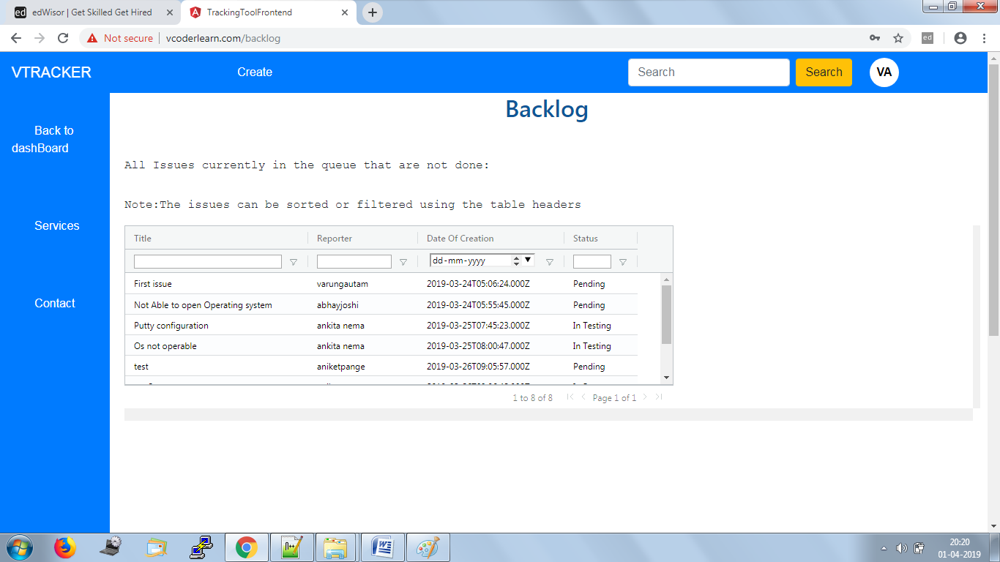 edWisor | Get Skilled Get Hired
TrackingToolFrontend
Not secure
vcoderlearn.com/backlog
ed
VTRACKER
Create
Search
Search
VA
Backlog
Back to
dashBoard
Services
Contact
All Issues currently in the queue that are not done:
Note:The issues can be sorted or filtered using the table headers
Title Reporter Date Of Creation Status
dd-mm-yyyy
First issue varungautam 2019-03-24T05:06:24.000Z Pending
Not Able to open Operating system abhayjoshi 2019-03-24T05:55:45.000Z Pending
Putty configuration ankita nema 2019-03-25T07:45:23.000Z In Testing
Os not operable ankita nema 2019-03-25T08:00:47.000Z In Testing
test aniketpange 2019-03-26T09:05:57.000Z Pending
1 to 8 of 8 Page 1 of 1
20:20
01-04-2019